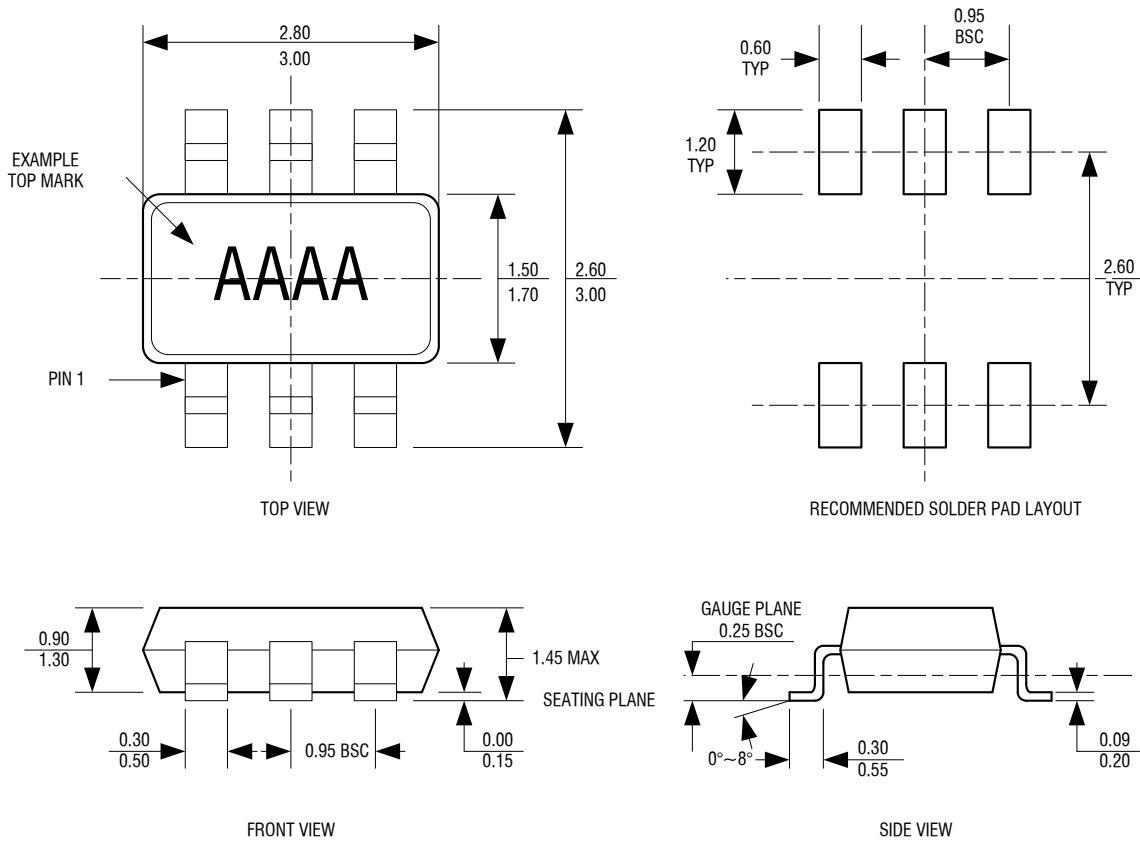 2.80
3.00
EXAMPLE
TOP MARK
AAAA
1.50
1.70
2.60
3.00
PIN 1
TOP VIEW
0.95
BSC
0.60
TYP
1.20
TYP
2.60
TYP
RECOMMENDED SOLDER PAD LAYOUT
0.90
1.30
1.45 MAX
SEATING PLANE
0.30
0.50
0.95 BSC
0.00
0.15
FRONT VIEW
GAUGE PLANE
0.25 BSC
0°~8°
0.30
0.55
0.09
0.20
SIDE VIEW